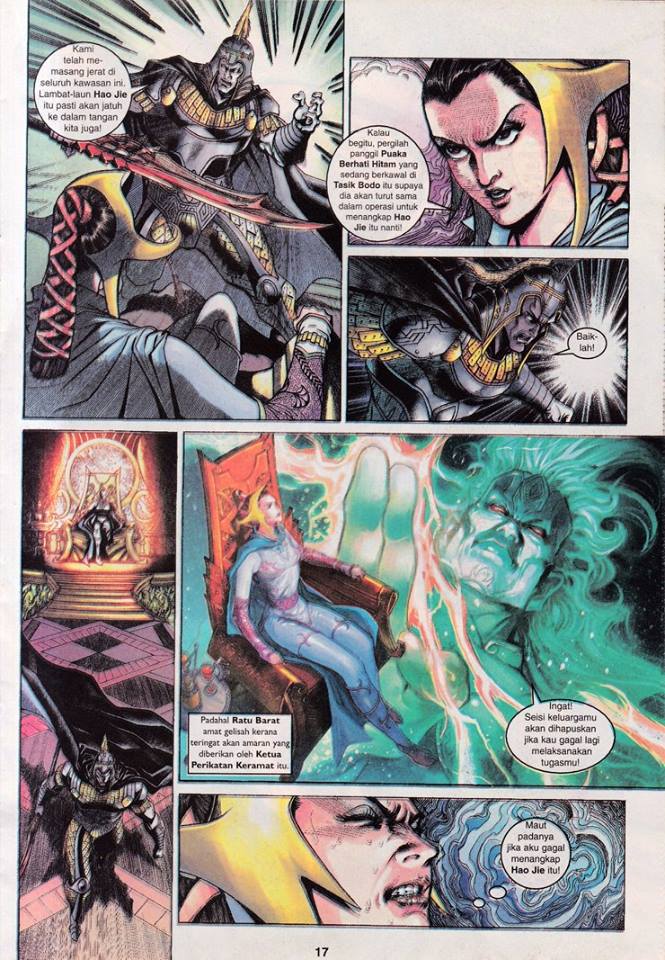 Kami
telah me-
masang jerat di
seluruh kawasan ini.
Lambat-laun Hao Jie
itu pasti akan jatuh
ke dalam tangan
kita juga!
Kalau
begitu, pergilah
panggil Puaka
Berhati Hitam yang
sedang berkawal di
Tasik Bodo itu supaya
dia akan turut sama
dalam operasi untuk
menangkap Hao
Jie itu nanti!
Baik-
lah!
Padahal Ratu Barat
amat gelisah kerana
teringat akan amaran yang
diberikan oleh Ketua
Perikatan Keramat itu.
Ingat!
Seisi keluargamu
akan dihapuskan
jika kau gagal lagi
melaksanakan
tugasmu!
Maut
padanya
jika aku gagal
menangkap
Hao Jie itu!
17